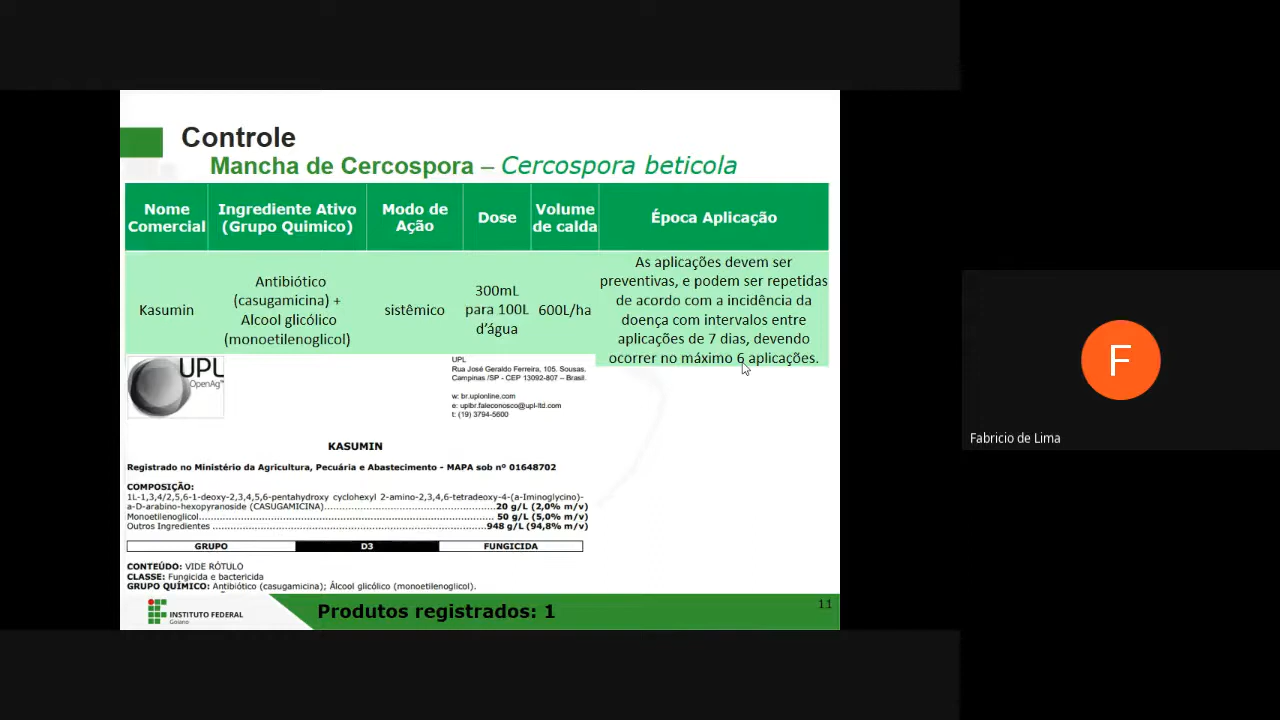 Controle
Mancha de Cercospora – Cercospora beticola
Nome Comercial
Ingrediente Ativo (Grupo Quimico)
Modo de Ação
Dose
Volume de calda
Época Aplicação
Kasumin
Antibiótico
(casugamicina) +
Alcool glicólico
(monoetilenoglicol)
sistêmico
300mL
para 100L
d'água
600L/ha
As aplicações devem ser
preventivas, e podem ser repetidas
de acordo com a incidência da
doença com intervalos entre
aplicações de 7 dias, devendo
ocorrer no máximo 6 aplicações.
UPL
OpenAg™
UPL
Rua José Geraldo Ferreira, 105. Sousas.
Campinas /SP - CEP 13092-807 – Brasil.
w: br.uplonline.com
e: uplbr.faleconosco@upl-ltd.com
t: (19) 3794-5600
KASUMIN
Registrado no Ministério da Agricultura, Pecuária e Abastecimento - MAPA sob nº 01648702
COMPOSIÇÃO:
1L-1,3,4/2,5,6-1-deoxy-2,3,4,5,6-pentahydroxy cyclohexyl 2-amino-2,3,4,6-tetradeoxy-4-(a-Iminoglycino)-
a-D-arabino-hexopyranoside (CASUGAMICINA)........................................20 g/L (2,0% m/v)
Monoetilenoglicol........................................................................ 50 g/L (5,0% m/v)
Outros Ingredientes ....................................................................948 g/L (94,8% m/v)
GRUPO D3 FUNGICIDA
CONTEÚDO: VIDE RÓTULO
CLASSE: Fungicida e bactericida
GRUPO QUÍMICO: Antibiótico (casugamicina); Álcool glicólico (monoetilenoglicol).
INSTITUTO FEDERAL
Goiano
Produtos registrados: 1
11
F
Fabricio de Lima